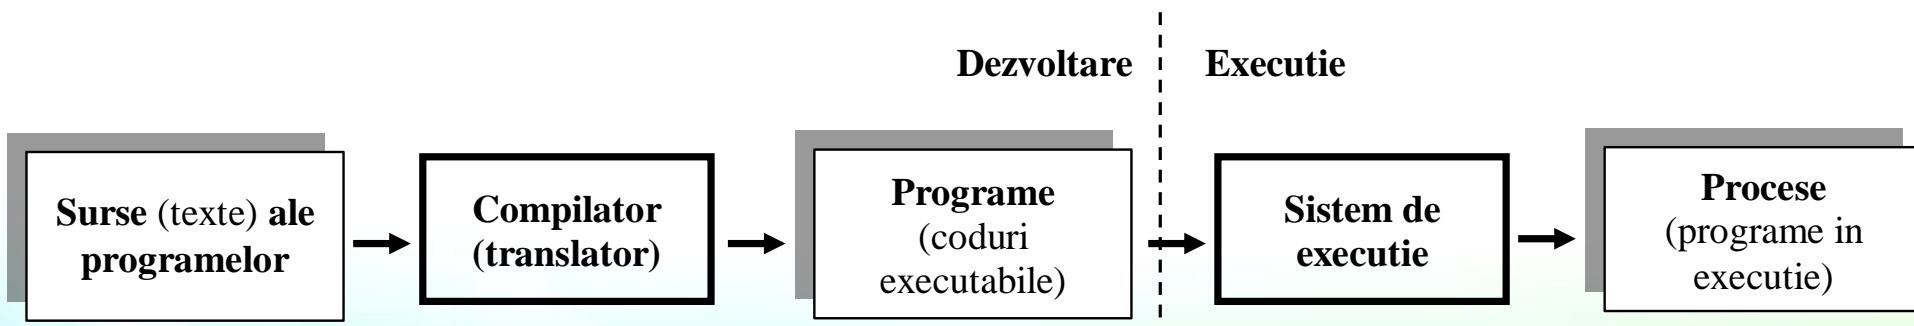 Dezvoltare
Executie
Surse (texte) ale
programelor
Compilator
(translator)
Programe
(coduri
executabile)
Sistem de
executie
Procese
(programe in
executie)